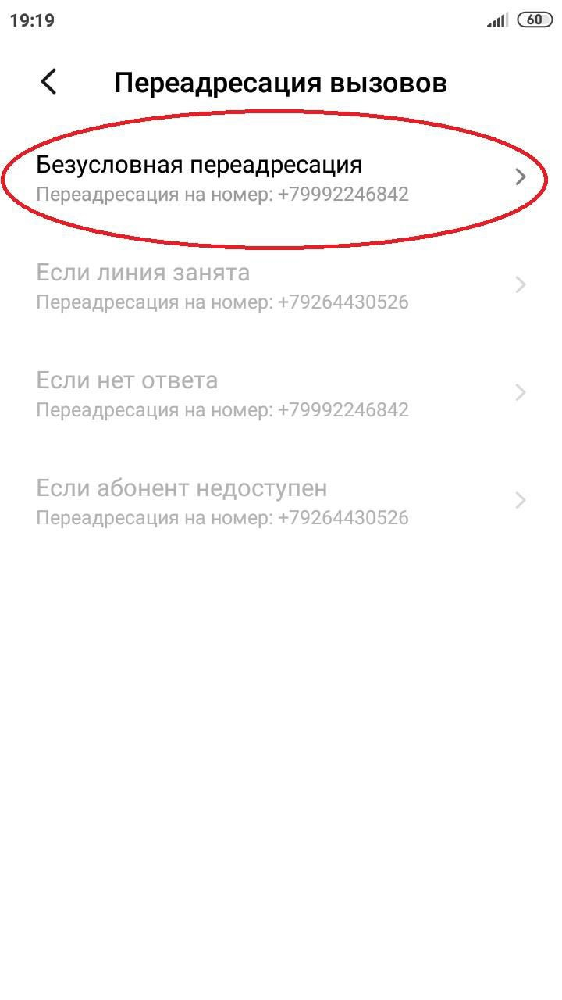 19:19
60
Переадресация вызовов
Безусловная переадресация
Переадресация на номер: +79992246842
Если линия занята
Переадресация на номер: +79264430526
Если нет ответа
Переадресация на номер: +79992246842
Если абонент недоступен
Переадресация на номер: +79264430526